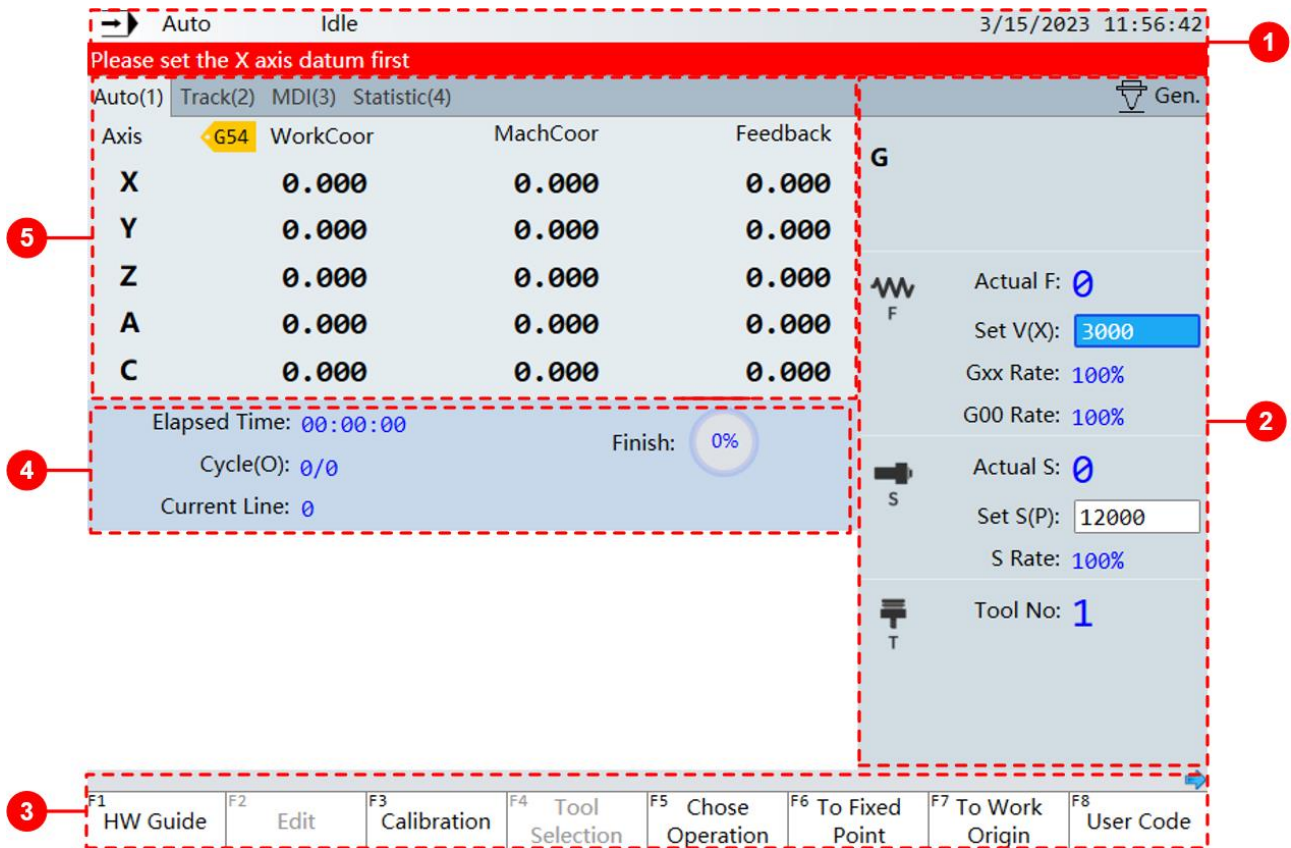 Auto Idle 3/15/2023 11:56:42
1
Please set the X axis datum first
Auto(1) Track(2) MDI(3) Statistic(4) Gen.
Axis G54 WorkCoor MachCoor Feedback
G
X 0.000 0.000 0.000
5
Y 0.000 0.000 0.000
Z 0.000 0.000 0.000
A 0.000 0.000 0.000
C 0.000 0.000 0.000
F
Actual F: 0
Set V(X): 3000
Gxx Rate: 100%
G00 Rate: 100%
2
4
Elapsed Time: 00:00:00
Cycle(O): 0/0
Current Line: 0
Finish: 0%
S
Actual S: 0
Set S(P): 12000
S Rate: 100%
T
Tool No: 1
3
F1 HW Guide
F2 Edit
F3 Calibration
F4 Tool
Selection
F5 Chose
Operation
F6 To Fixed
Point
F7 To Work
Origin
F8 User Code